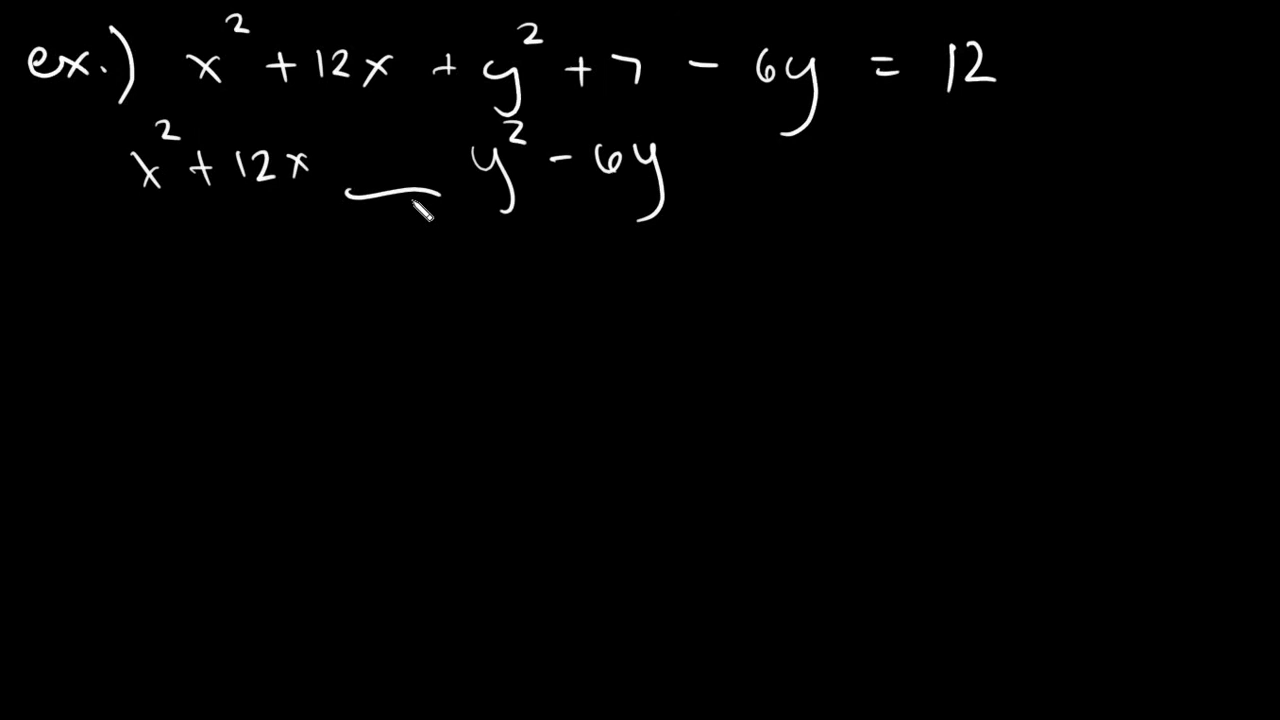 ex.) x² + 12x + y² + 7 - 6y = 12
x² + 12x __ y² - 6y